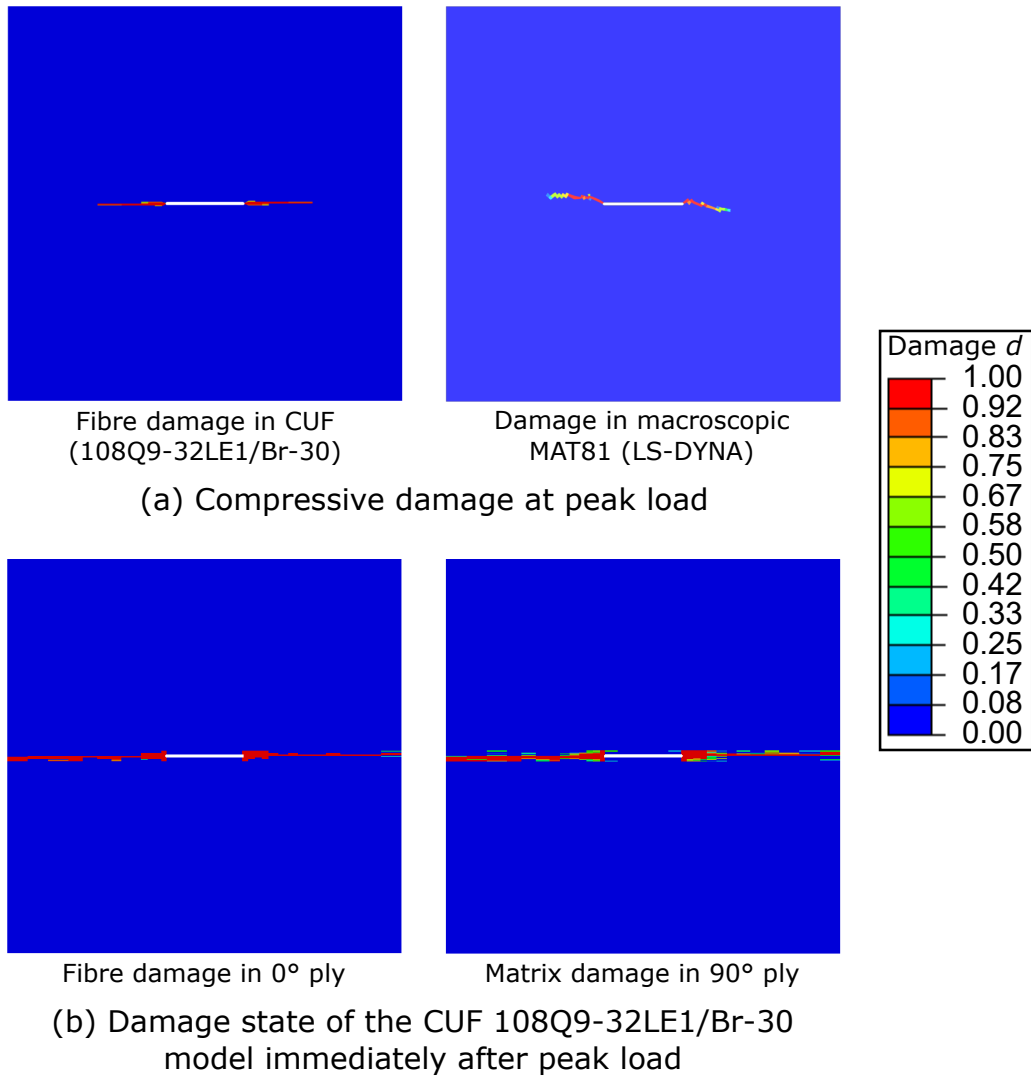 Fibre damage in CUF
(108Q9-32LE1/Br-30)
Damage in macroscopic
MAT81 (LS-DYNA)
(a) Compressive damage at peak load
Damage d
1.00
0.92
0.83
0.75
0.67
0.58
0.50
0.42
0.33
0.25
0.17
0.08
0.00
Fibre damage in 0° ply
Matrix damage in 90° ply
(b) Damage state of the CUF 108Q9-32LE1/Br-30
model immediately after peak load